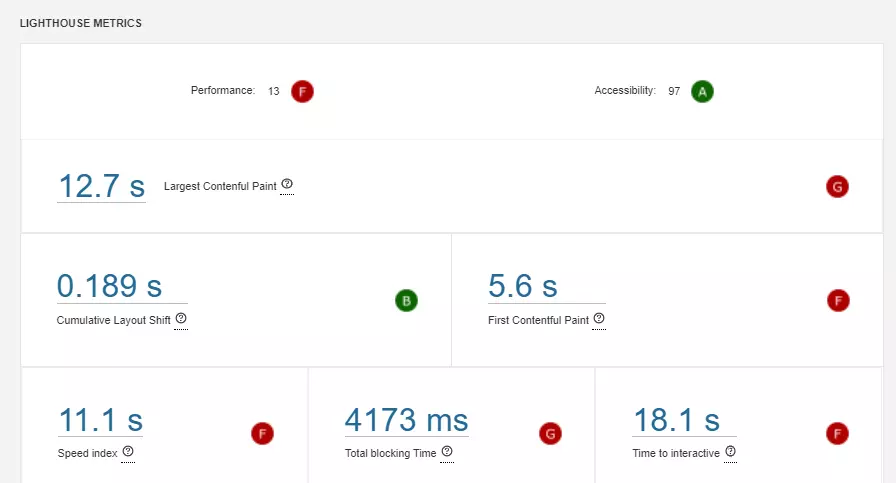 LIGHTHOUSE METRICS
Performance: 13 F
Accessibility: 97 A
12.7 s Largest Contenful Paint ? G
0.189 s
B
Cumulative Layout Shift ?
5.6 s
F
First Contentful Paint ?
11.1 s
F
Speed index ?
4173 ms
G
Total blocking Time ?
18.1 s
F
Time to interactive ?